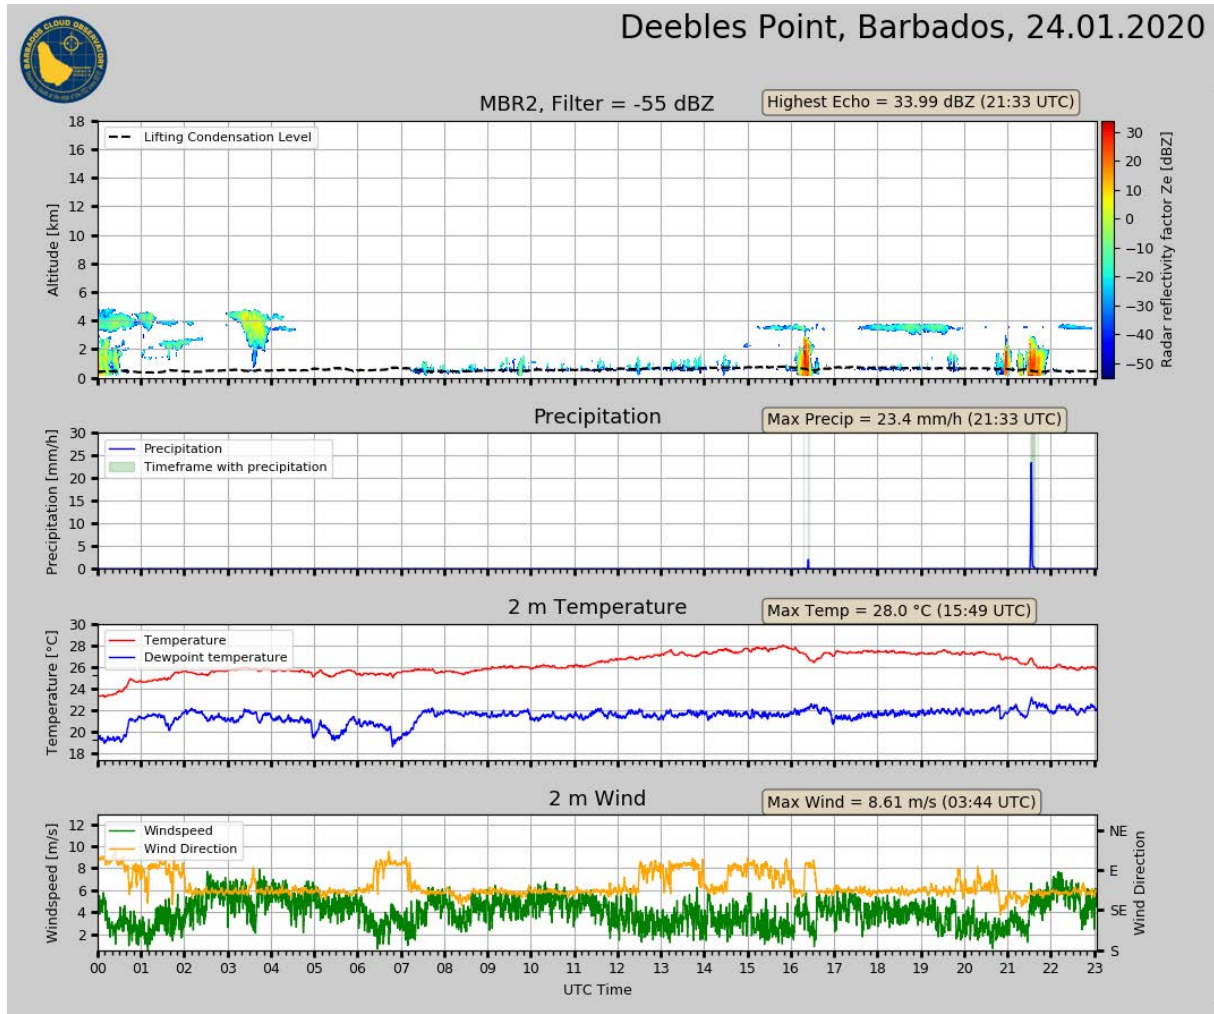 Deebles Point, Barbados, 24.01.2020
BARBADOS CLOUD OBSERVATORY
MBR2, Filter = -55 dBZ
Highest Echo = 33.99 dBZ (21:33 UTC)
Lifting Condensation Level
Altitude [km]
18
16
14
12
10
8
6
4
2
0
30
20
10
0
−10
−20
−30
−40
−50
Radar reflectivity factor Ze [dBZ]
Precipitation
Max Precip = 23.4 mm/h (21:33 UTC)
Precipitation
Timeframe with precipitation
Precipitation [mm/h]
30
25
20
15
10
5
0
2 m Temperature
Max Temp = 28.0 °C (15:49 UTC)
Temperature
Dewpoint temperature
Temperature [°C]
30
28
26
24
22
20
18
2 m Wind
Max Wind = 8.61 m/s (03:44 UTC)
Windspeed
Wind Direction
Windspeed [m/s]
12
10
8
6
4
2
NE
E
SE
S
Wind Direction
00 01 02 03 04 05 06 07 08 09 10 11 12 13 14 15 16 17 18 19 20 21 22 23
UTC Time